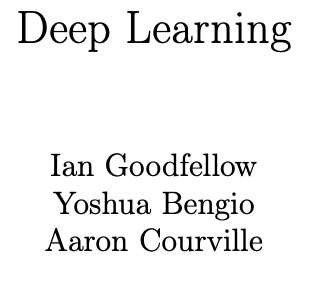 Deep Learning
Ian Goodfellow
Yoshua Bengio
Aaron Courville